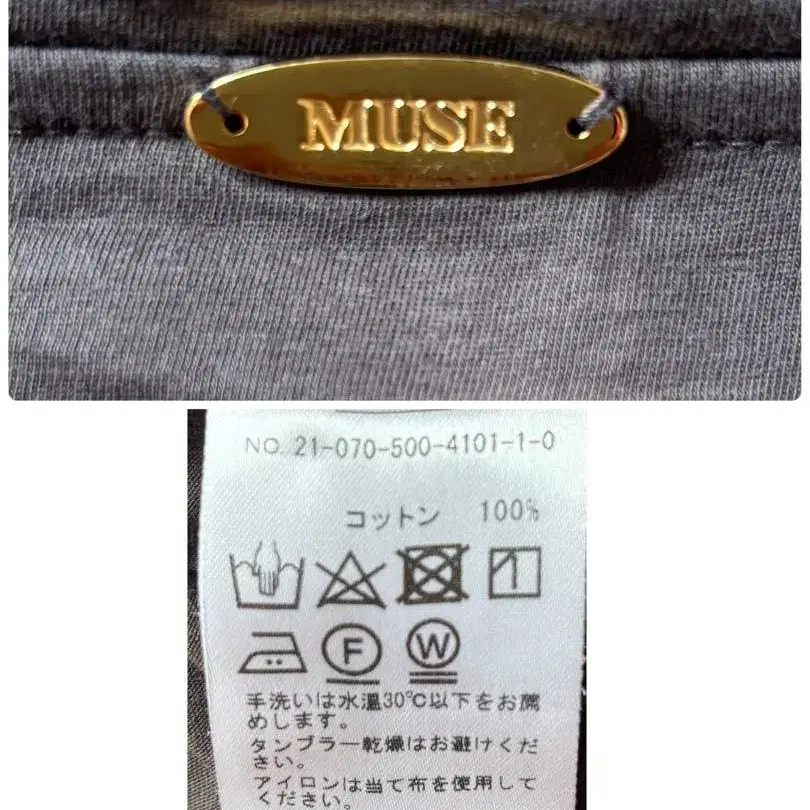 MUSE
NO. 21-070-500-4101-1-0
コットン 100%
F W
手洗いは水温30℃以下をお薦
めします。
タンブラー乾燥はお避けくだ
さい。
アイロンは当て布を使用して
ください。